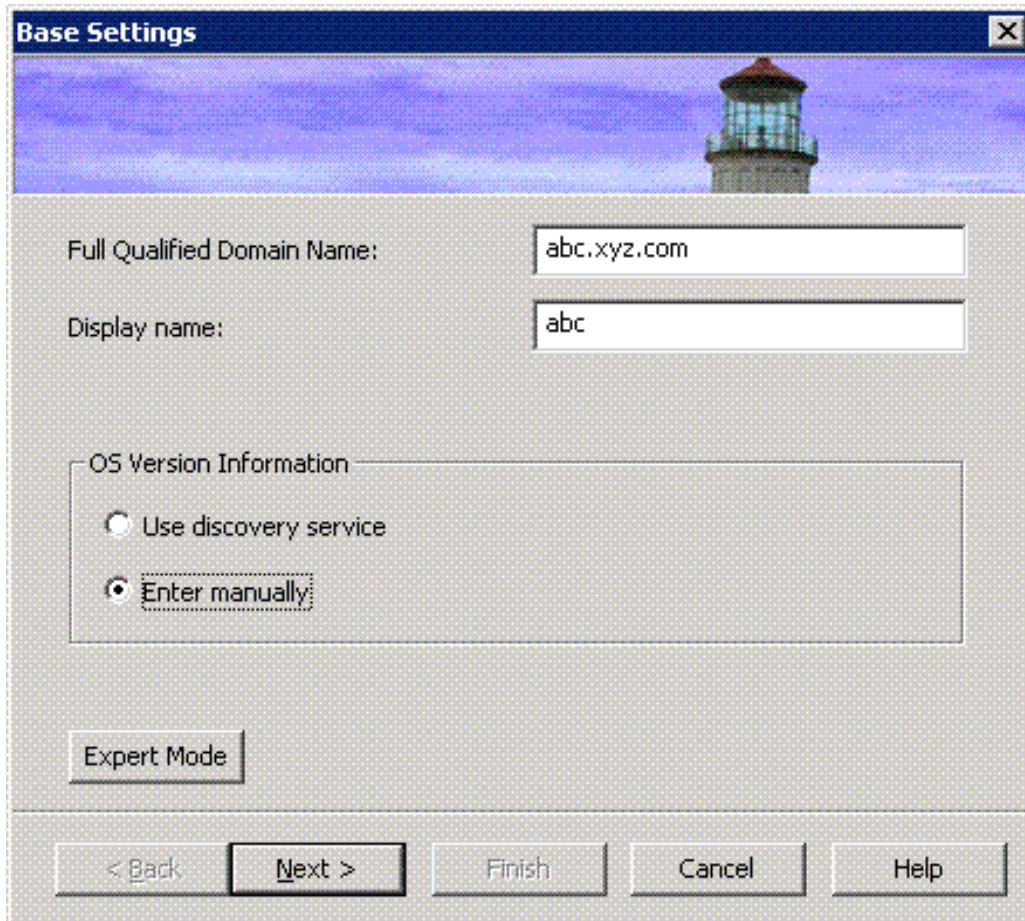 Base Settings
Full Qualified Domain Name: abc.xyz.com
Display name: abc
OS Version Information
Use discovery service
Enter manually
Expert Mode
< Back Next > Finish Cancel Help